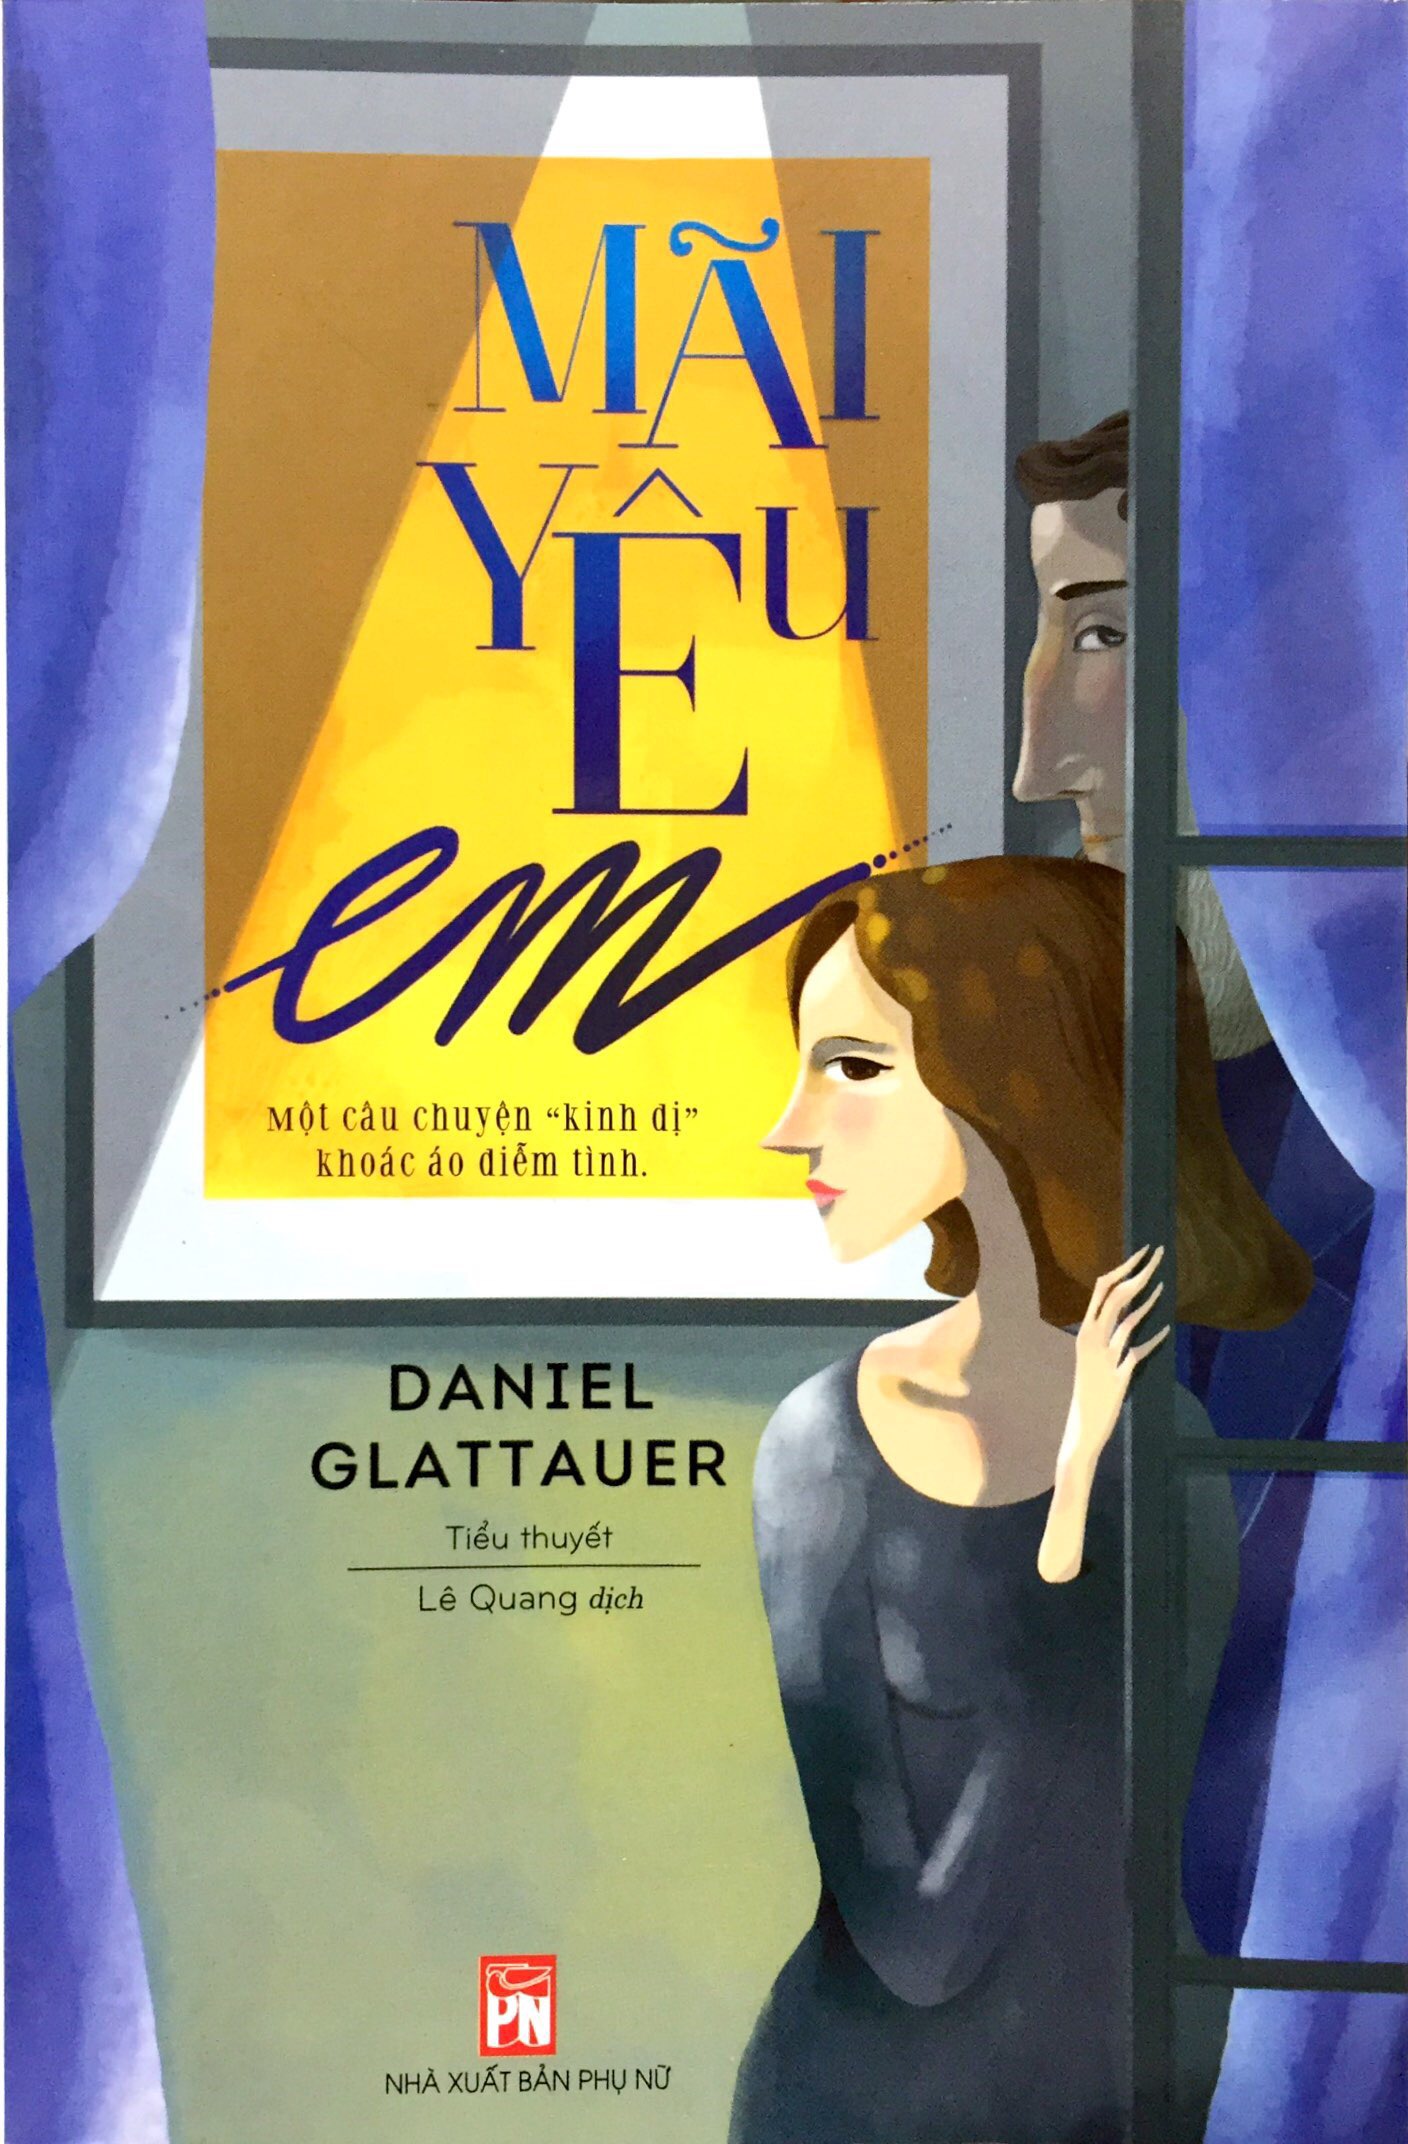 MÃI
YÊU
em
Một câu chuyện “kinh dị”
khoác áo diễm tình.
DANIEL
GLATTAUER
Tiểu thuyết
Lê Quang dịch
PN
NHÀ XUẤT BẢN PHỤ NỮ